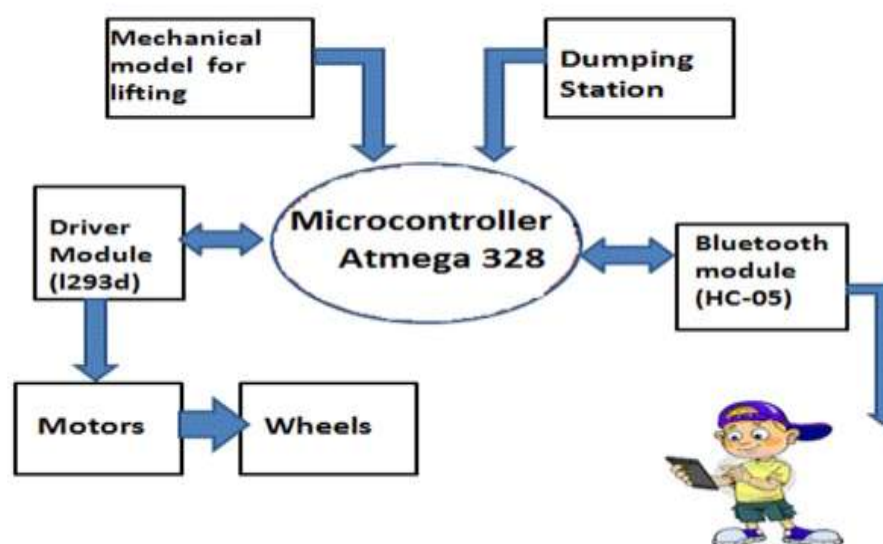 Mechanical
model for
lifting
Dumping
Station
Microcontroller
Atmega 328
Driver
Module
(l293d)
Bluetooth
module
(HC-05)
Motors
Wheels